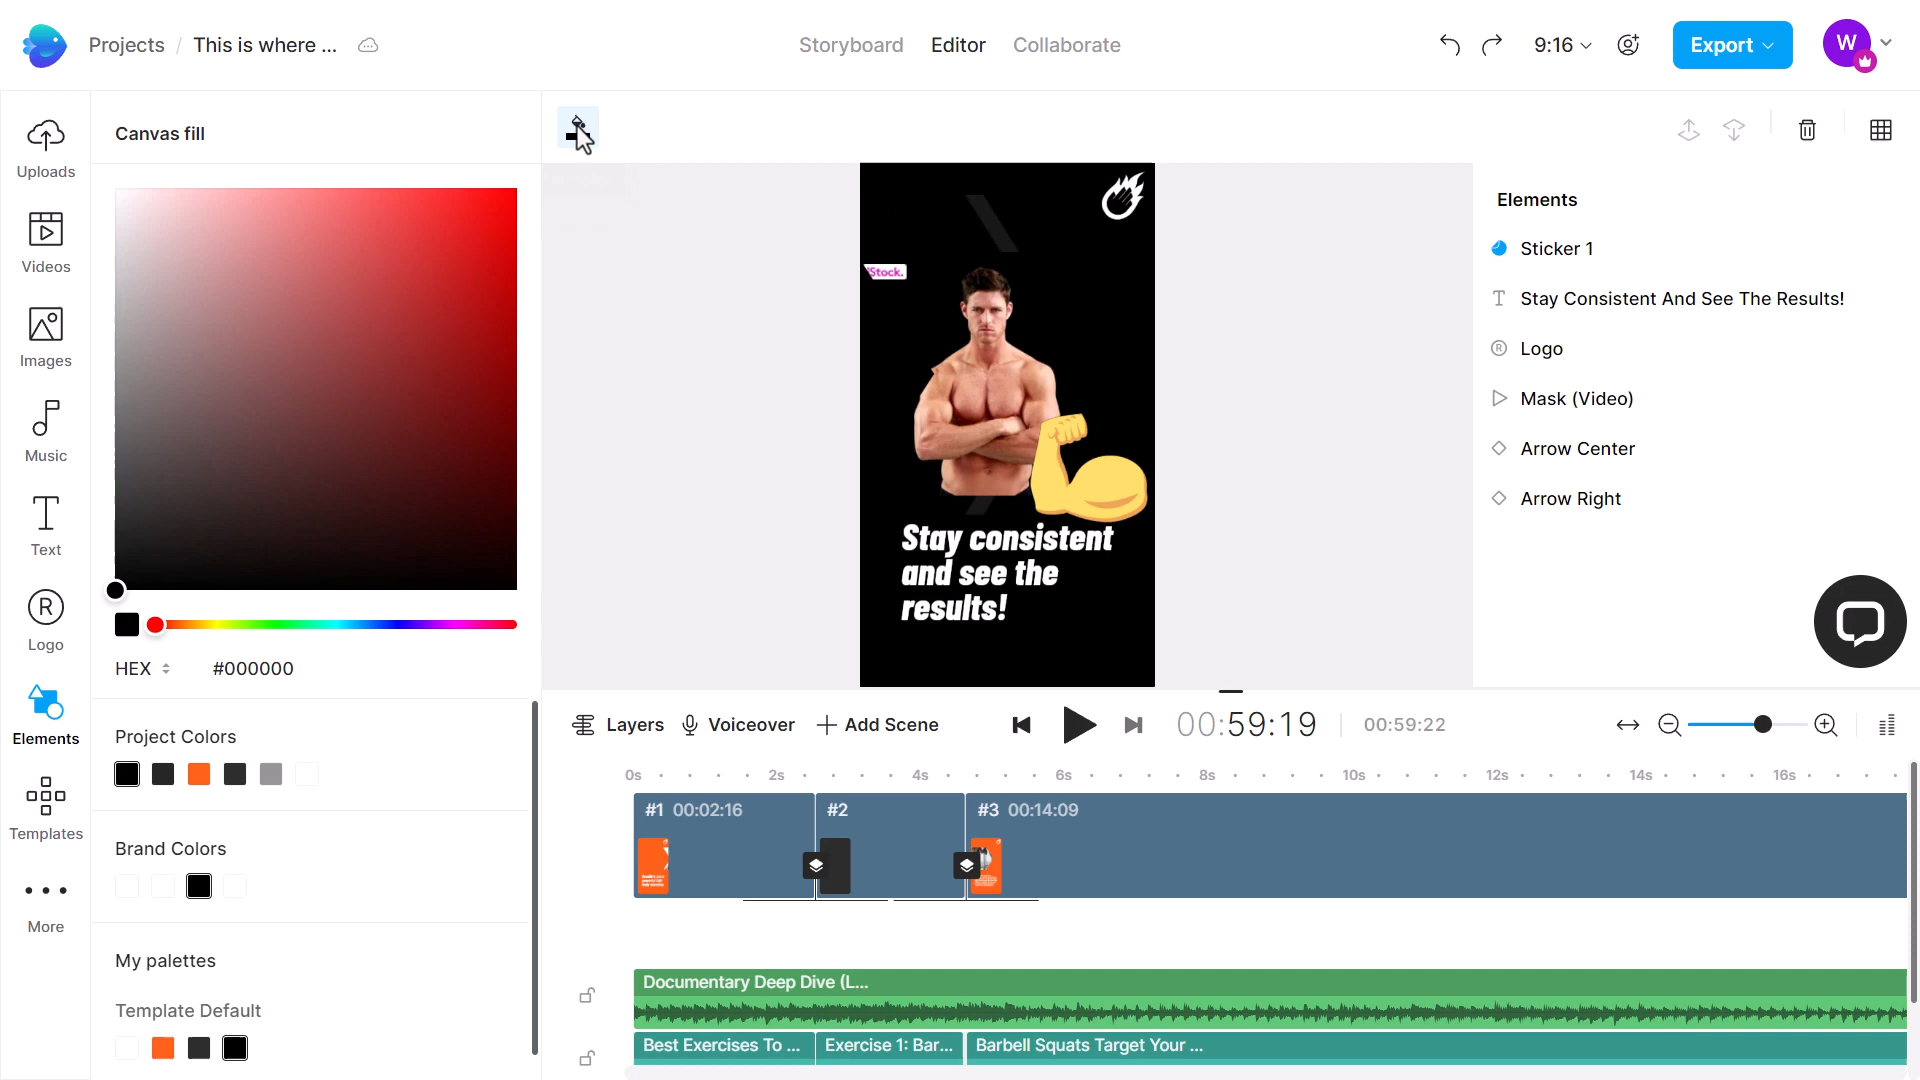 Projects / This is where ...
Storyboard Editor Collaborate
9:16
Export
W
Uploads
Videos
Images
Music
Text
R
Logo
Elements
Templates
More
Canvas fill
HEX #000000
Project Colors
Brand Colors
My palettes
Template Default
iStock.
Stay consistent
and see the
results!
Elements
Sticker 1
Stay Consistent And See The Results!
Logo
Mask (Video)
Arrow Center
Arrow Right
Layers Voiceover Add Scene
00:59:19 00:59:22
0s 2s 4s 6s 8s 10s 12s 14s 16s
#1 00:02:16 #2 #3 00:14:09
Documentary Deep Dive (L...
Best Exercises To ... Exercise 1: Bar... Barbell Squats Target Your ...